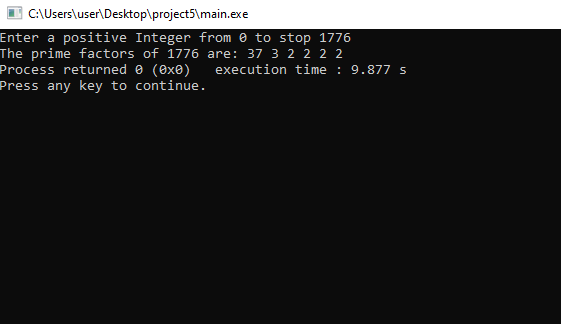 C:\Users\user\Desktop\project5\main.exe
Enter a positive Integer from 0 to stop 1776
The prime factors of 1776 are: 37 3 2 2 2 2
Process returned 0 (0x0)   execution time : 9.877 s
Press any key to continue.